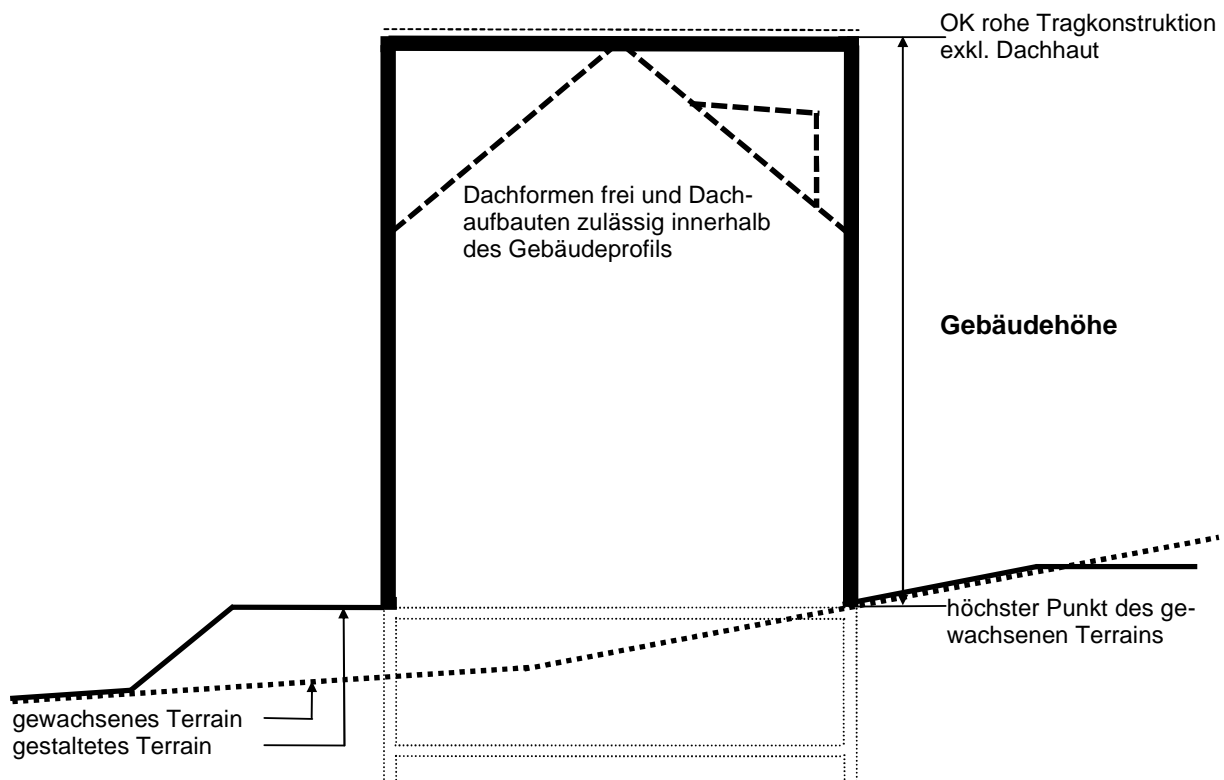 OK rohe Tragkonstruktion
exkl. Dachhaut
Dachformen frei und Dach-
aufbauten zulässig innerhalb
des Gebäudeprofils
Gebäudehöhe
höchster Punkt des ge-
wachsenen Terrains
gewachsenes Terrain
gestaltetes Terrain